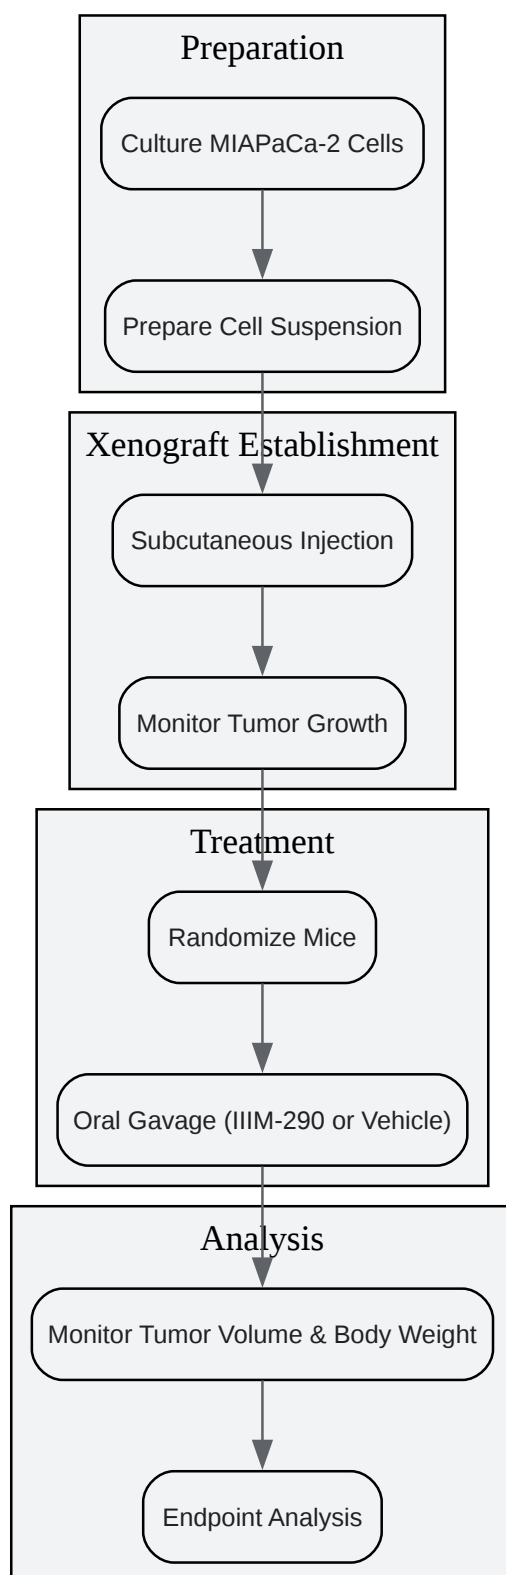 Preparation
Culture MIAPaCa-2 Cells
Prepare Cell Suspension
Xenograft Establishment
Subcutaneous Injection
Monitor Tumor Growth
Treatment
Randomize Mice
Oral Gavage (IIIM-290 or Vehicle)
Analysis
Monitor Tumor Volume & Body Weight
Endpoint Analysis